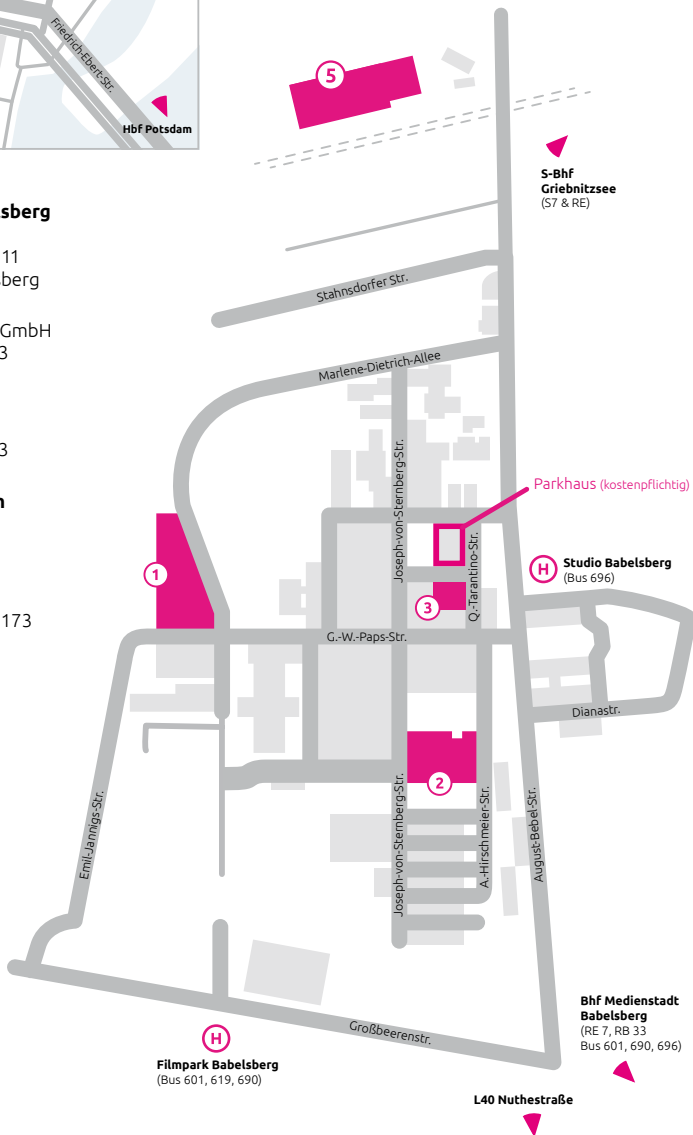 Friedrich-Ebert-Str.
Hbf Potsdam
5
S-Bhf
Griebnitzsee
(S7 & RE)
sberg
11
sberg
GmbH
3
3
n
173
Stahnsdorfer Str.
Marlene-Dietrich-Allee
Joseph-von-Sternberg-Str.
Parkhaus (kostenpflichtig)
Q.-Tarantino-Str.
1
H
Studio Babelsberg
(Bus 696)
3
G.-W.-Paps-Str.
Dianastr.
2
Emil-Jannigs-Str.
Joseph-von-Sternberg-Str.
A.-Hirschmeier-Str.
August-Bebel-Str.
Großbeerenstr.
H
Filmpark Babelsberg
(Bus 601, 619, 690)
Bhf Medienstadt
Babelsberg
(RE 7, RB 33
Bus 601, 690, 696)
L40 Nuthestraße